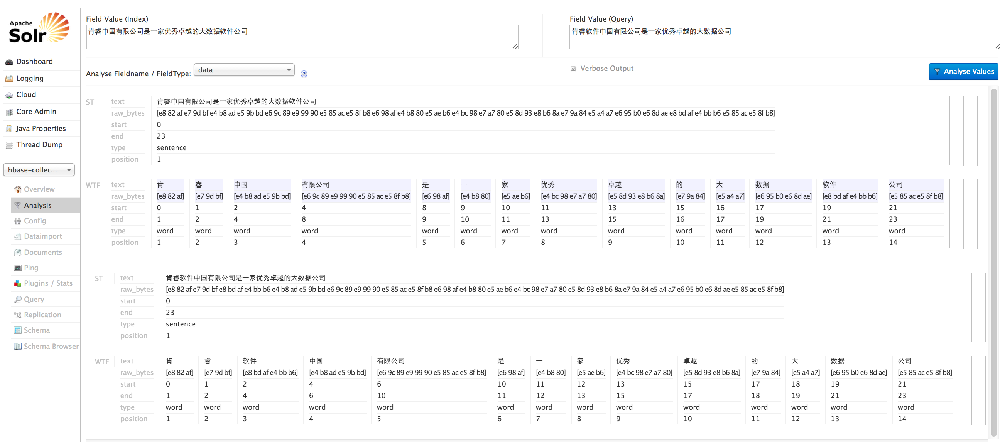 Apache
Solr
Dashboard
Logging
Cloud
Core Admin
Java Properties
Thread Dump
hbase-collec...
Overview
Analysis
Config
Dataimport
Documents
Ping
Plugins / Stats
Query
Replication
Schema
Schema Browser
Field Value (Index)
肯睿中国有限公司是一家优秀卓越的大数据软件公司
Field Value (Query)
肯睿软件中国有限公司是一家优秀卓越的大数据公司
Analyse Fieldname / FieldType: data ?
Verbose Output
Analyse Values
ST text 肯睿中国有限公司是一家优秀卓越的大数据软件公司
raw_bytes [e8 82 af e7 9d bf e4 b8 ad e5 9b bd e6 9c 89 e9 99 90 e5 85 ac e5 8f b8 e6 98 af e4 b8 80 e5 ae b6 e4 bc 98 e7 a7 80 e5 8d 93 e8 b6 8a e7 9a 84 e5 a4 a7 e6 95 b0 e6 8d ae e8 bd af e4 bb b6 e5 85 ac e5 8f b8]
start 0
end 23
type sentence
position 1
WTF text 肯 睿 中国 有限公司 是 一 家 优秀 卓越 的 大 数据 软件 公司
raw_bytes [e8 82 af] [e7 9d bf] [e4 b8 ad e5 9b bd] [e6 9c 89 e9 99 90 e5 85 ac e5 8f b8] [e6 98 af] [e4 b8 80] [e5 ae b6] [e4 bc 98 e7 a7 80] [e5 8d 93 e8 b6 8a] [e7 9a 84] [e5 a4 a7] [e6 95 b0 e6 8d ae] [e8 bd af e4 bb b6] [e5 85 ac e5 8f b8]
start 0 1 2 4 8 9 10 11 13 15 16 17 19 21
end 1 2 4 8 9 10 11 13 15 16 17 19 21 23
type word word word word word word word word word word word word word word
position 1 2 3 4 5 6 7 8 9 10 11 12 13 14
ST text 肯睿软件中国有限公司是一家优秀卓越的大数据公司
raw_bytes [e8 82 af e7 9d bf e8 bd af e4 bb b6 e4 b8 ad e5 9b bd e6 9c 89 e9 99 90 e5 85 ac e5 8f b8 e6 98 af e4 b8 80 e5 ae b6 e4 bc 98 e7 a7 80 e5 8d 93 e8 b6 8a e7 9a 84 e5 a4 a7 e6 95 b0 e6 8d ae e5 85 ac e5 8f b8]
start 0
end 23
type sentence
position 1
WTF text 肯 睿 软件 中国 有限公司 是 一 家 优秀 卓越 的 大 数据 公司
raw_bytes [e8 82 af] [e7 9d bf] [e8 bd af e4 bb b6] [e4 b8 ad e5 9b bd] [e6 9c 89 e9 99 90 e5 85 ac e5 8f b8] [e6 98 af] [e4 b8 80] [e5 ae b6] [e4 bc 98 e7 a7 80] [e5 8d 93 e8 b6 8a] [e7 9a 84] [e5 a4 a7] [e6 95 b0 e6 8d ae] [e5 85 ac e5 8f b8]
start 0 1 2 4 6 10 11 12 13 15 17 18 19 21
end 1 2 4 6 10 11 12 13 15 17 18 19 21 23
type word word word word word word word word word word word word word word
position 1 2 3 4 5 6 7 8 9 10 11 12 13 14